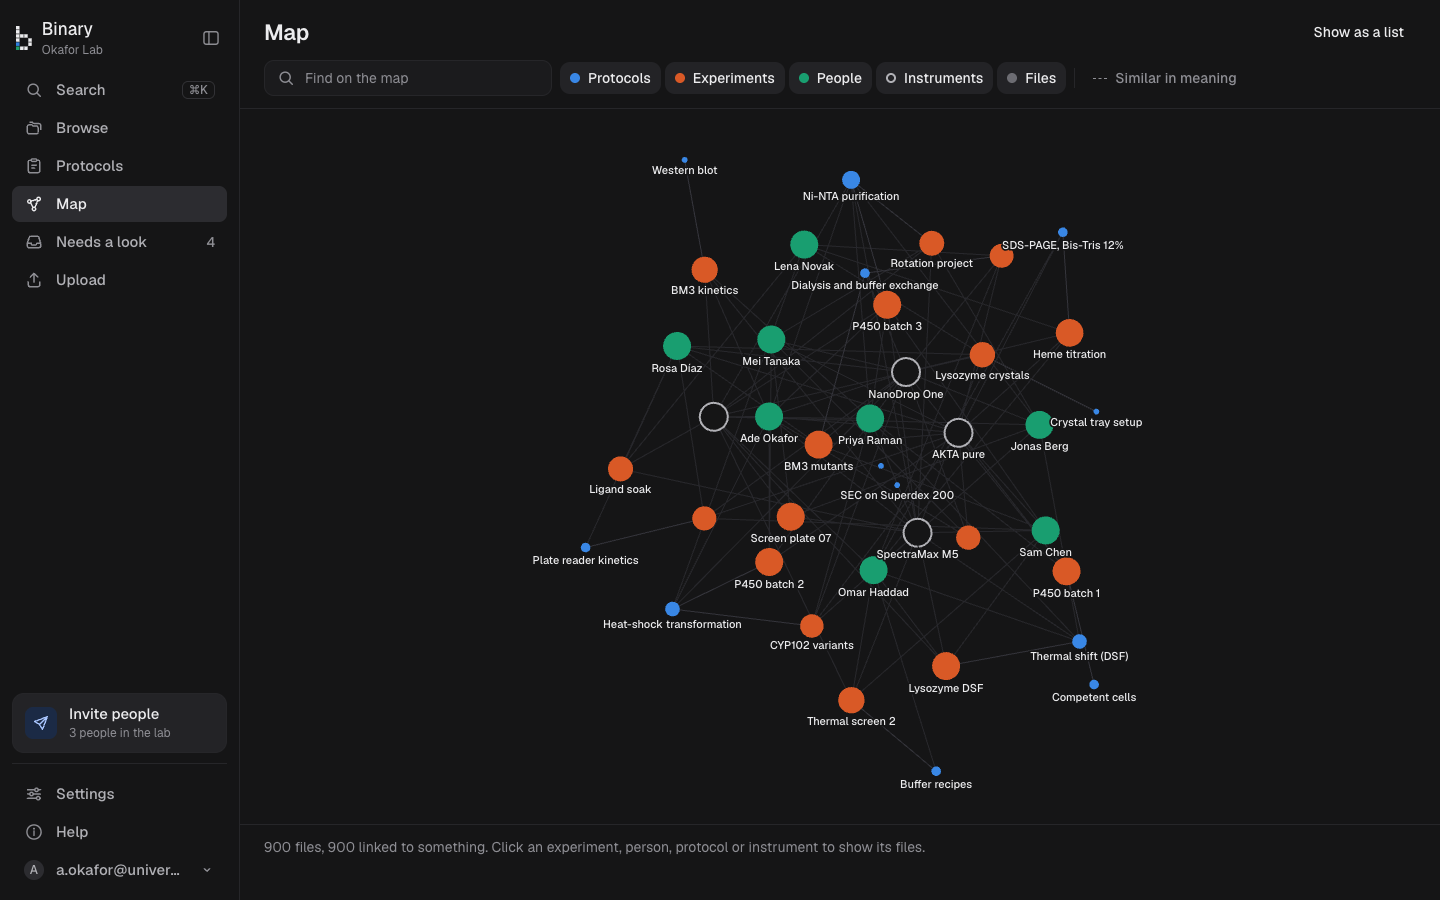 Binary
Okafor Lab
Search
⌘K
Browse
Protocols
Map
Needs a look
4
Upload
Invite people
3 people in the lab
Settings
Help
A
a.okafor@univer...
Map
Show as a list
Find on the map
Protocols
Experiments
People
Instruments
Files
Similar in meaning
Western blot
Ni-NTA purification
SDS-PAGE, Bis-Tris 12%
Lena Novak
Rotation project
Dialysis and buffer exchange
BM3 kinetics
P450 batch 3
Heme titration
Rosa Díaz
Mei Tanaka
Lysozyme crystals
NanoDrop One
Crystal tray setup
Ade Okafor
Priya Raman
Jonas Berg
AKTA pure
BM3 mutants
Ligand soak
SEC on Superdex 200
Screen plate 07
SpectraMax M5
Sam Chen
Plate reader kinetics
P450 batch 2
Omar Haddad
P450 batch 1
Heat-shock transformation
CYP102 variants
Thermal shift (DSF)
Lysozyme DSF
Competent cells
Thermal screen 2
Buffer recipes
900 files, 900 linked to something. Click an experiment, person, protocol or instrument to show its files.